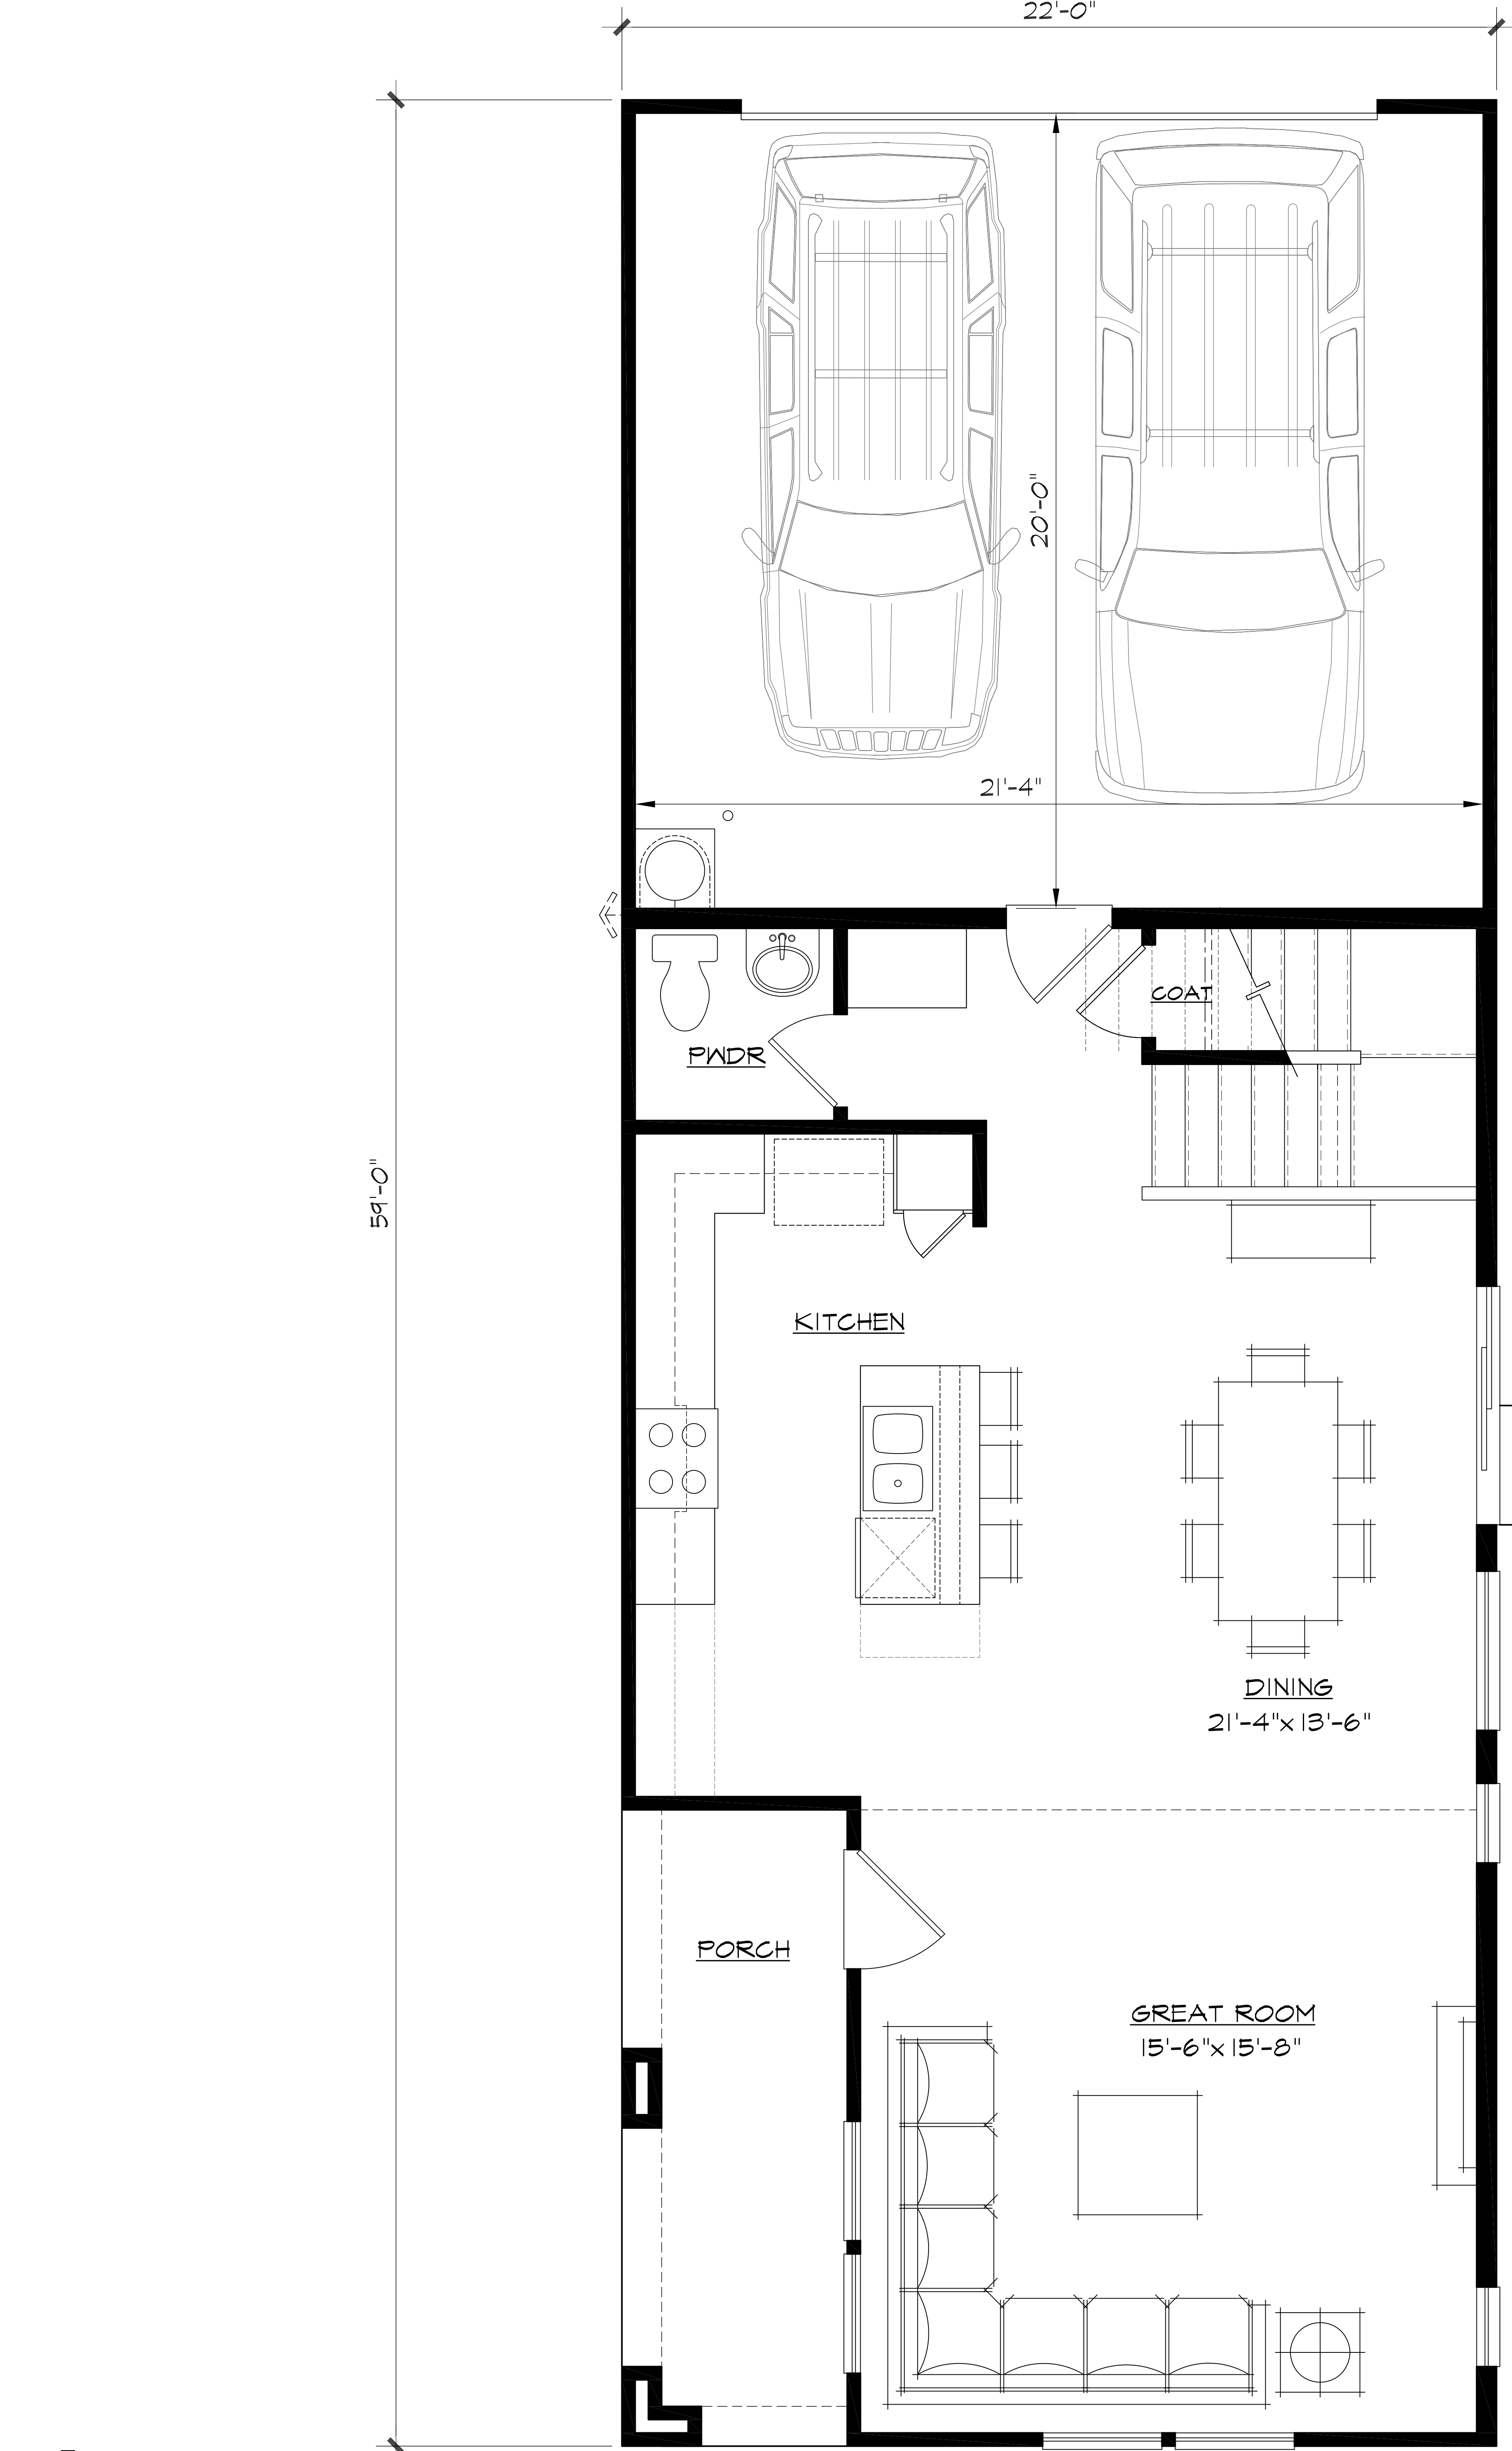 22'-0"
20'-0"
21'-4"
COAT
PWDR
59'-0"
KITCHEN
DINING
21'-4"x 13'-6"
PORCH
GREAT ROOM
15'-6"x 15'-8"